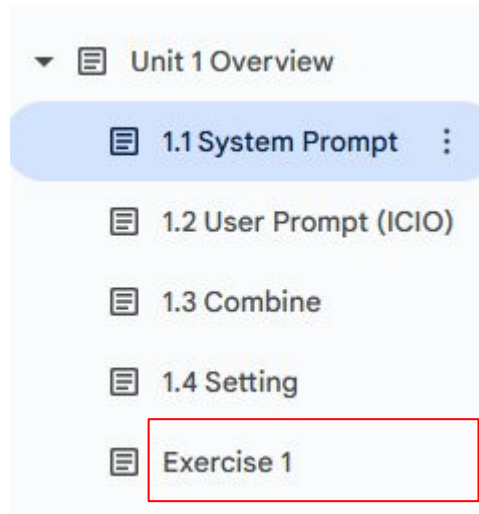 Unit 1 Overview
1.1 System Prompt
1.2 User Prompt (ICIO)
1.3 Combine
1.4 Setting
Exercise 1